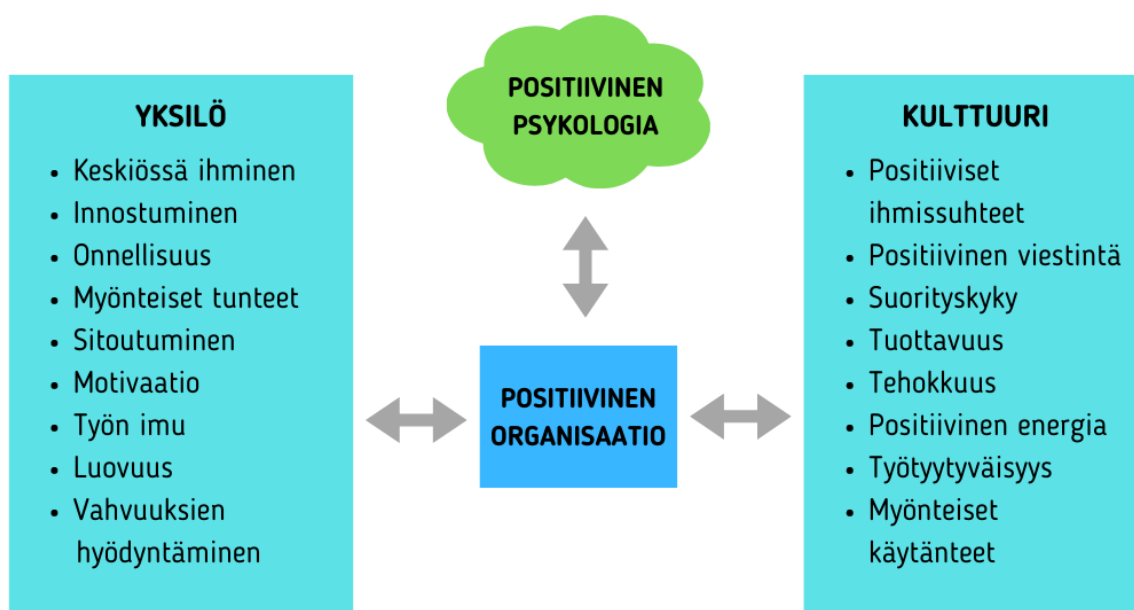 YKSILÖ
• Keskiössä ihminen
• Innostuminen
• Onnellisuus
• Myönteiset tunteet
• Sitoutuminen
• Motivaatio
• Työn imu
• Luovuus
• Vahvuuksien
hyödyntäminen
POSITIIVINEN
PSYKOLOGIA
POSITIIVINEN
ORGANISAATIO
KULTTUURI
• Positiiviset
ihmissuhteet
• Positiivinen viestintä
• Suorityskyky
• Tuottavuus
• Tehokkuus
• Positiivinen energia
• Työtyytyväisyys
• Myönteiset
käytänteet